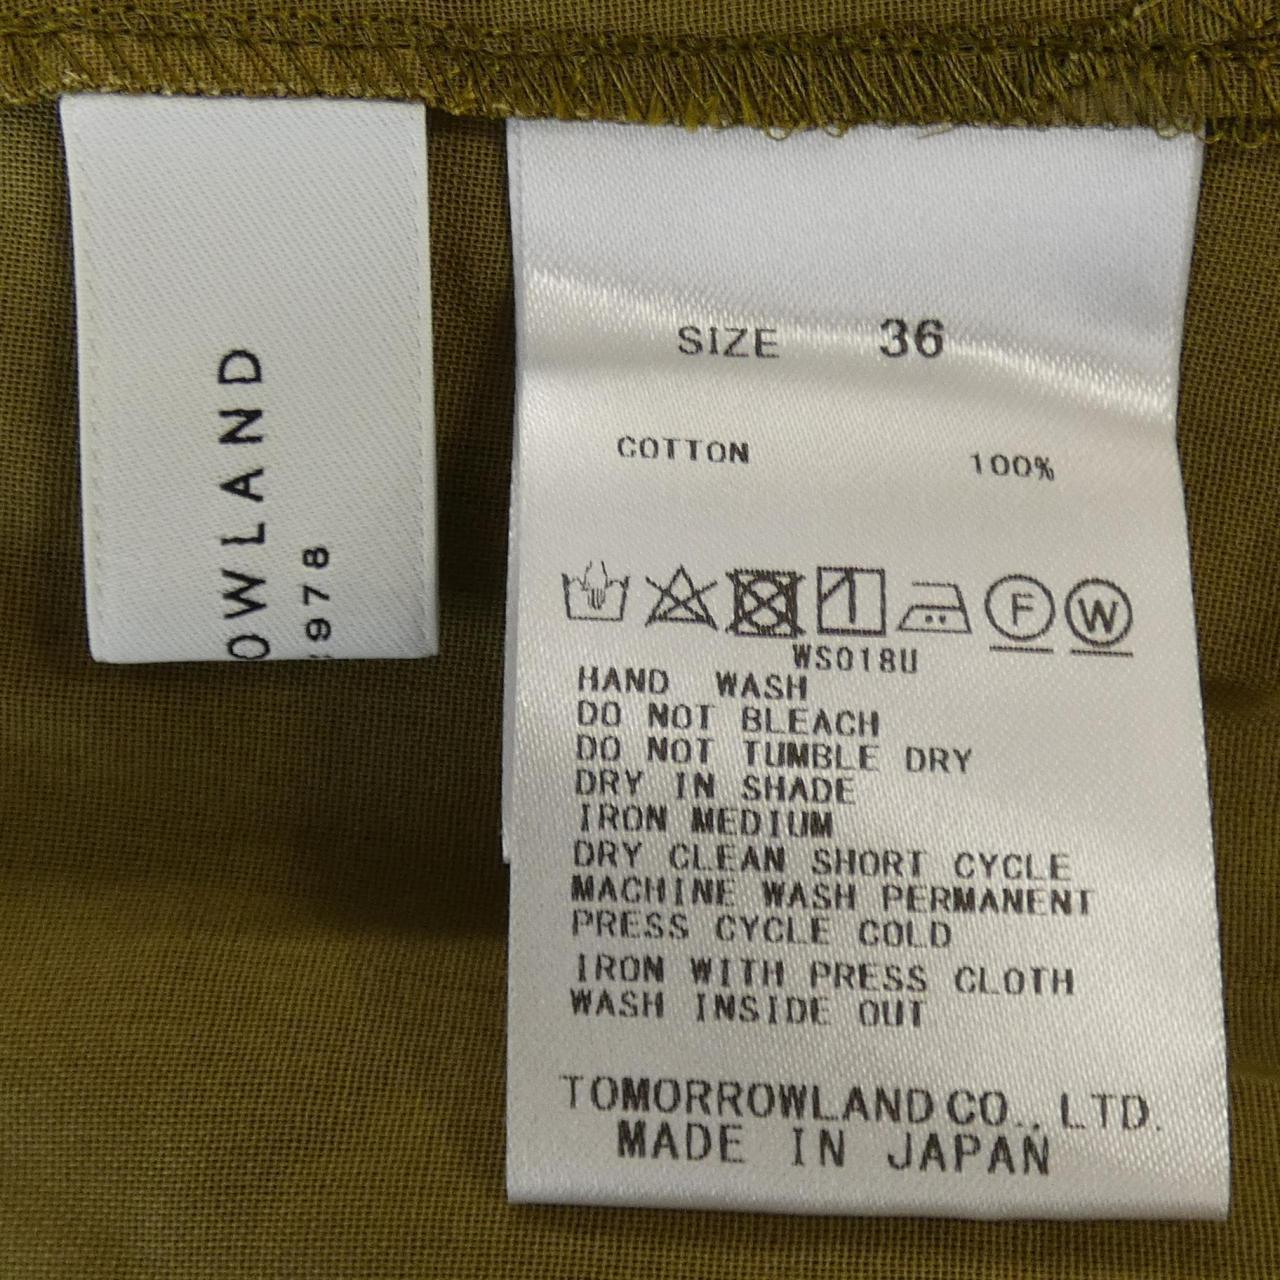 OWLAND
978
SIZE 36
COTTON 100%
F W
WS018U
HAND WASH
DO NOT BLEACH
DO NOT TUMBLE DRY
DRY IN SHADE
IRON MEDIUM
DRY CLEAN SHORT CYCLE
MACHINE WASH PERMANENT
PRESS CYCLE COLD
IRON WITH PRESS CLOTH
WASH INSIDE OUT
TOMORROWLAND CO., LTD.
MADE IN JAPAN